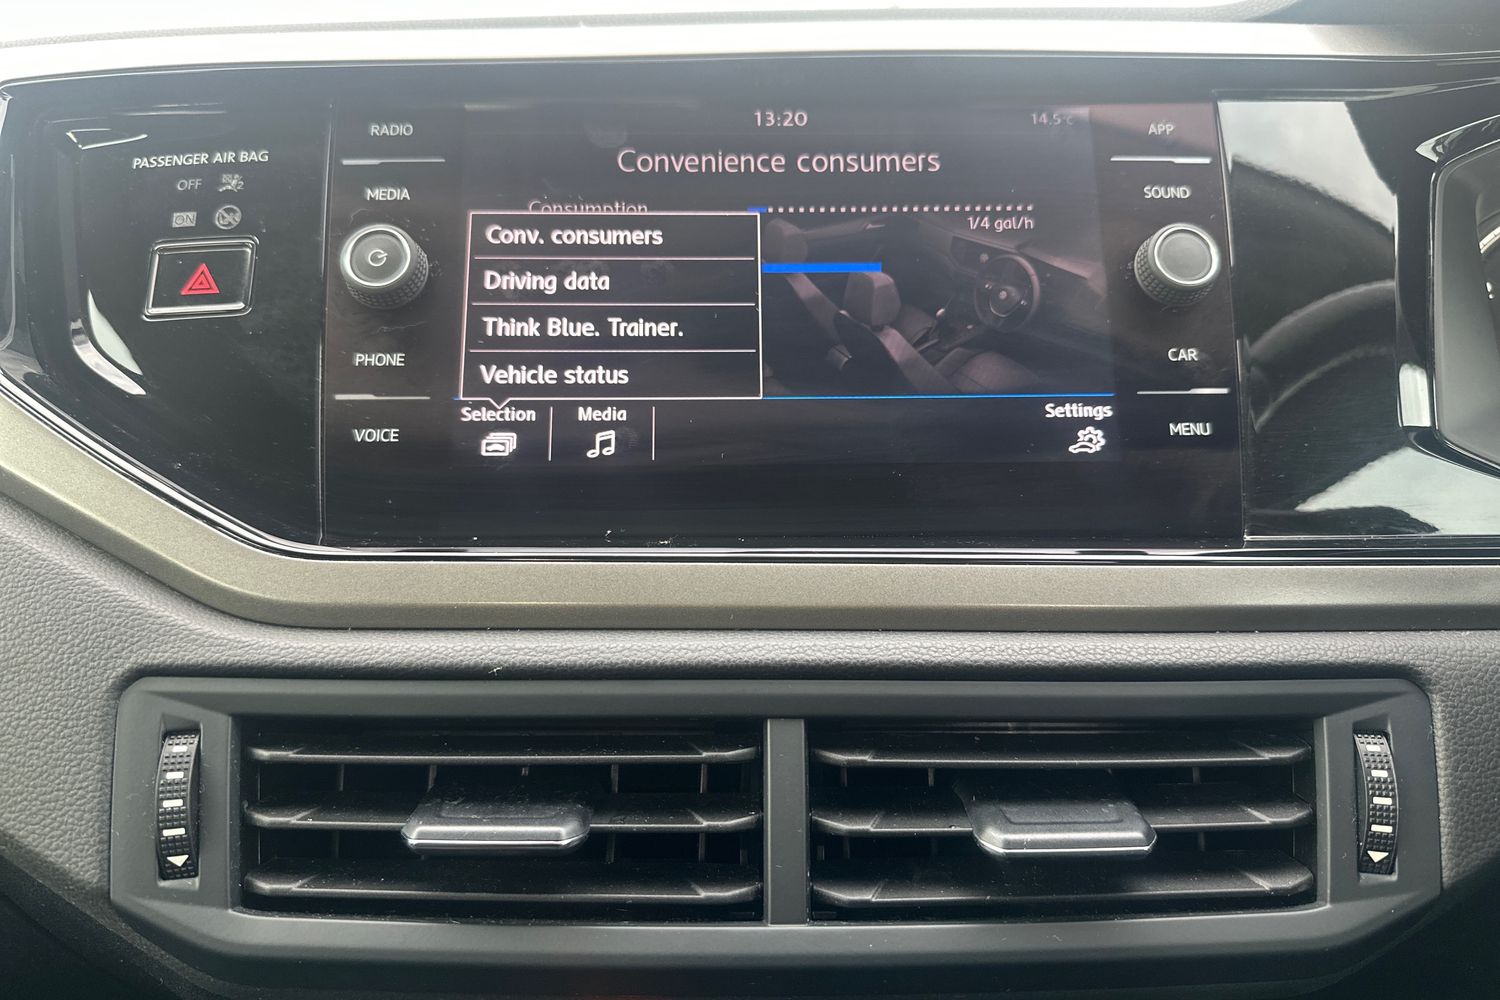 PASSENGER AIR BAG
OFF
ON
RADIO
MEDIA
PHONE
VOICE
13:20
14.5°C
Convenience consumers
Consumption
1/4 gal/h
Conv. consumers
Driving data
Think Blue. Trainer.
Vehicle status
Selection
Media
Settings
APP
SOUND
CAR
MENU